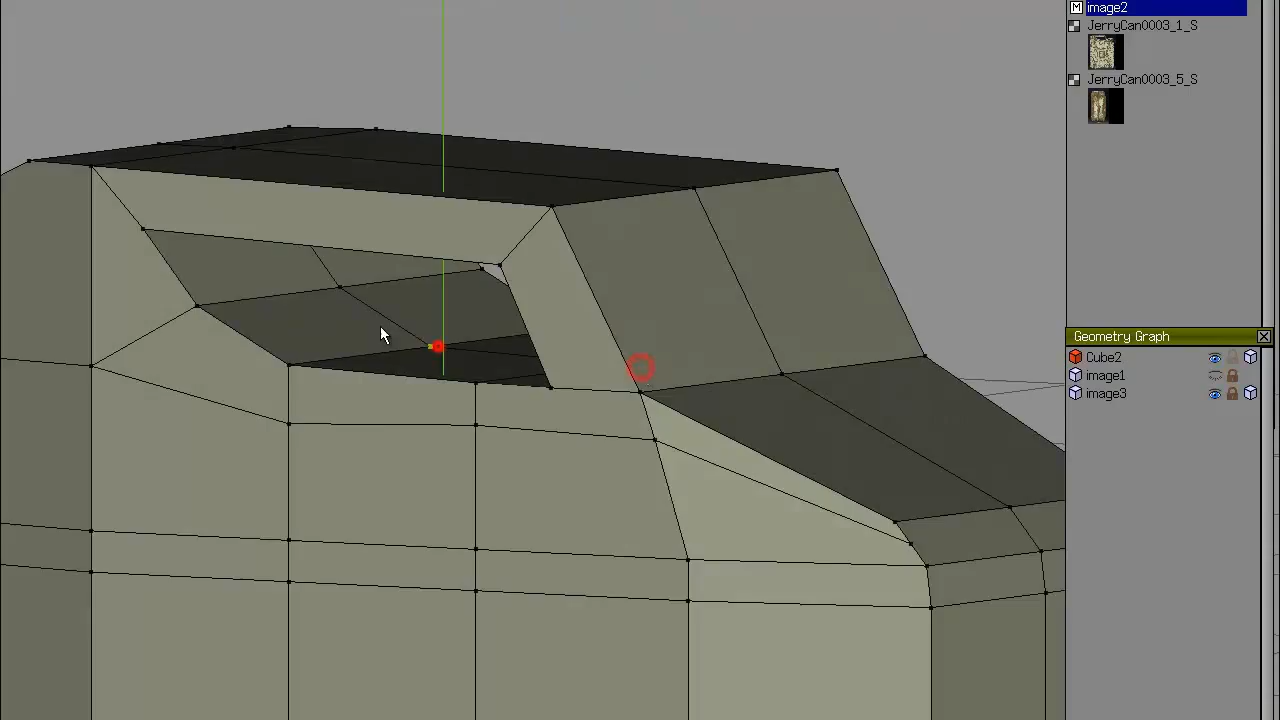 image2
JerryCan0003_1_S
JerryCan0003_5_S
Geometry Graph
Cube2
image1
image3